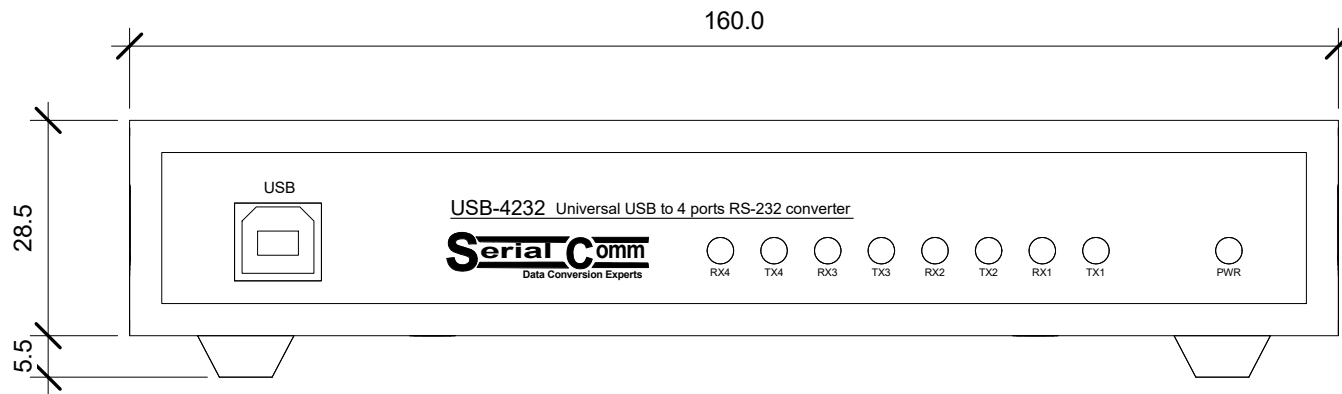 160.0
28.5
5.5
USB
USB-4232 Universal USB to 4 ports RS-232 converter
Serial Comm
Data Conversion Experts
RX4 TX4 RX3 TX3 RX2 TX2 RX1 TX1 PWR